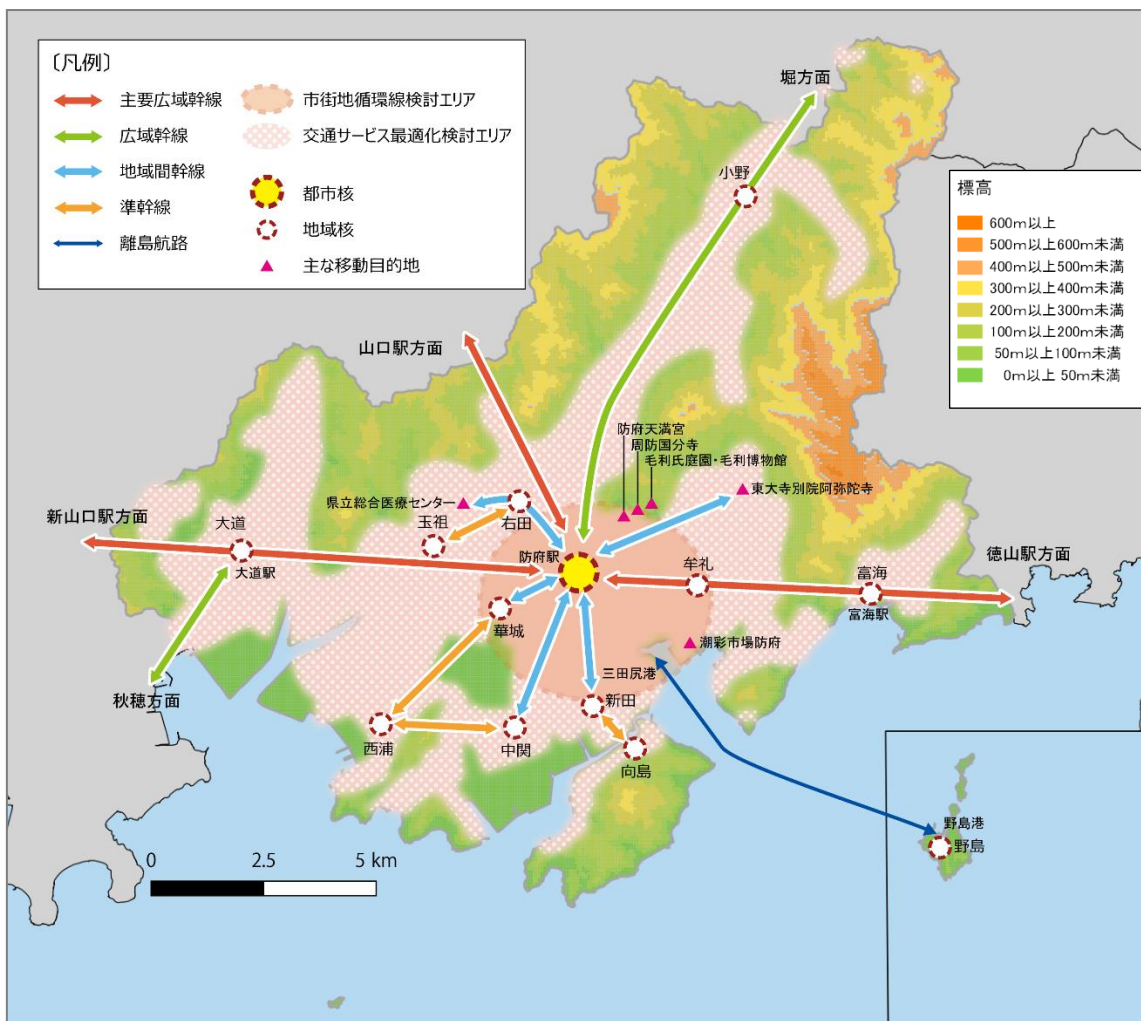 〔凡例〕
主要広域幹線
広域幹線
地域間幹線
準幹線
離島航路
市街地循環線検討エリア
交通サービス最適化検討エリア
都市核
地域核
主な移動目的地
堀方面
小野
標高
600m以上
500m以上600m未満
400m以上500m未満
300m以上400m未満
200m以上300m未満
100m以上200m未満
50m以上100m未満
0m以上 50m未満
山口駅方面
防府天満宮
周防国分寺
毛利氏庭園・毛利博物館
東大寺別院阿弥陀寺
県立総合医療センター
右田
玉祖
新山口駅方面
大道
大道駅
防府駅
牟礼
富海
富海駅
徳山駅方面
華城
潮彩市場防府
三田尻港
新田
秋穂方面
西浦
中関
向島
野島港
野島
0 2.5 5 km